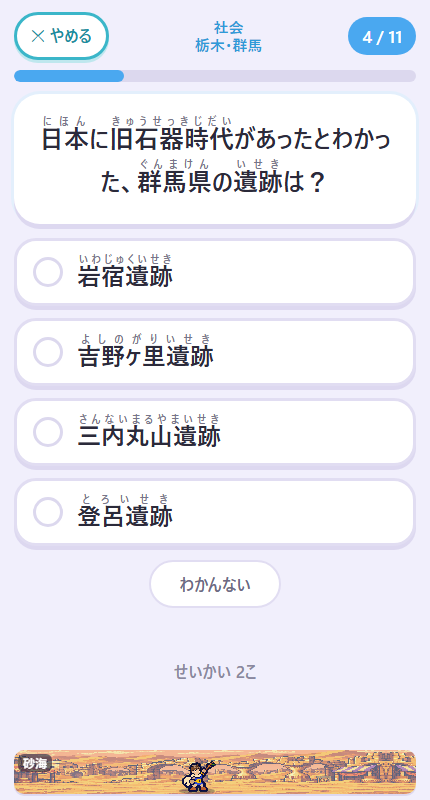 やめる
社会
栃木・群馬
4 / 11
にほん きゅうせっきじだい
日本に旧石器時代があったとわかっ
ぐんまけん いせき
た、群馬県の遺跡は？
いわじゅくいせき
岩宿遺跡
よしのがりいせき
吉野ヶ里遺跡
さんないまるやまいせき
三内丸山遺跡
とろいせき
登呂遺跡
わかんない
せいかい 2こ
砂海